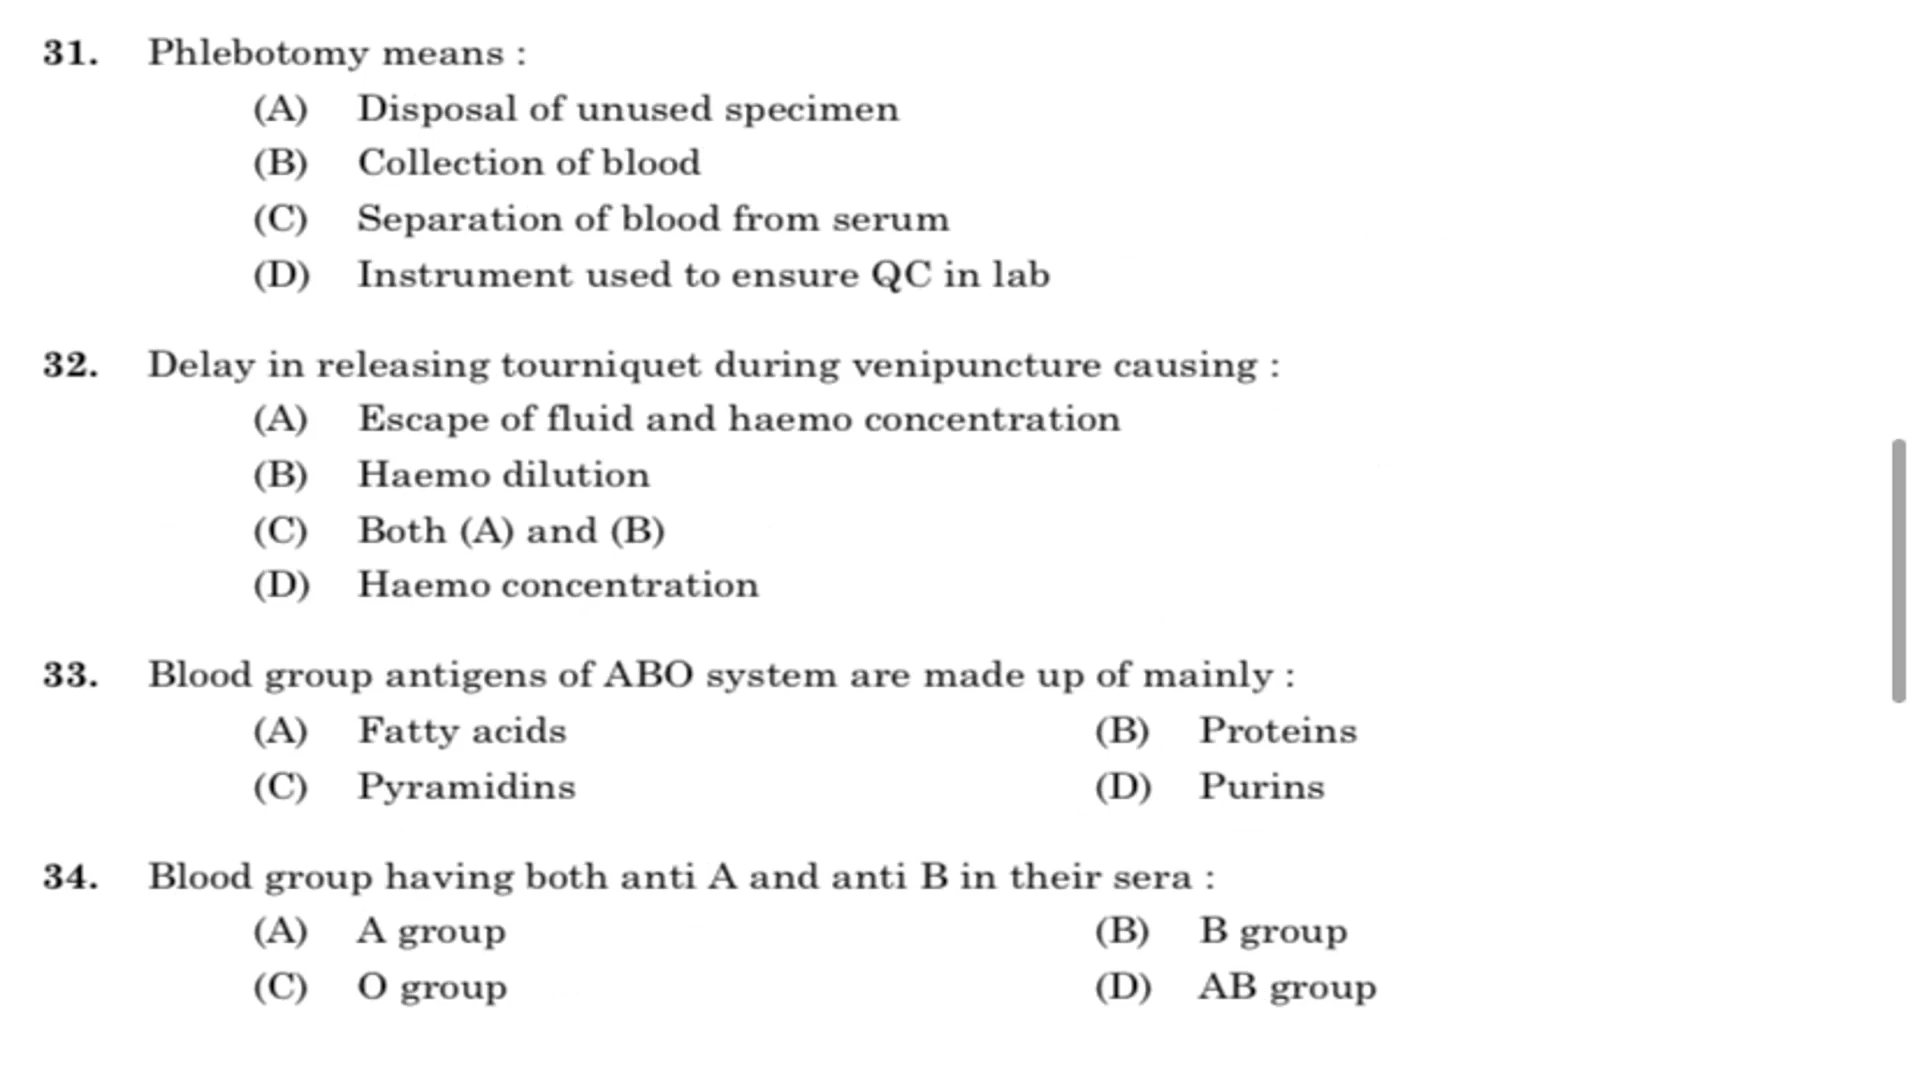 31. Phlebotomy means :
(A) Disposal of unused specimen
(B) Collection of blood
(C) Separation of blood from serum
(D) Instrument used to ensure QC in lab
32. Delay in releasing tourniquet during venipuncture causing :
(A) Escape of fluid and haemo concentration
(B) Haemo dilution
(C) Both (A) and (B)
(D) Haemo concentration
33. Blood group antigens of ABO system are made up of mainly :
(A) Fatty acids (B) Proteins
(C) Pyramidins (D) Purins
34. Blood group having both anti A and anti B in their sera :
(A) A group (B) B group
(C) O group (D) AB group